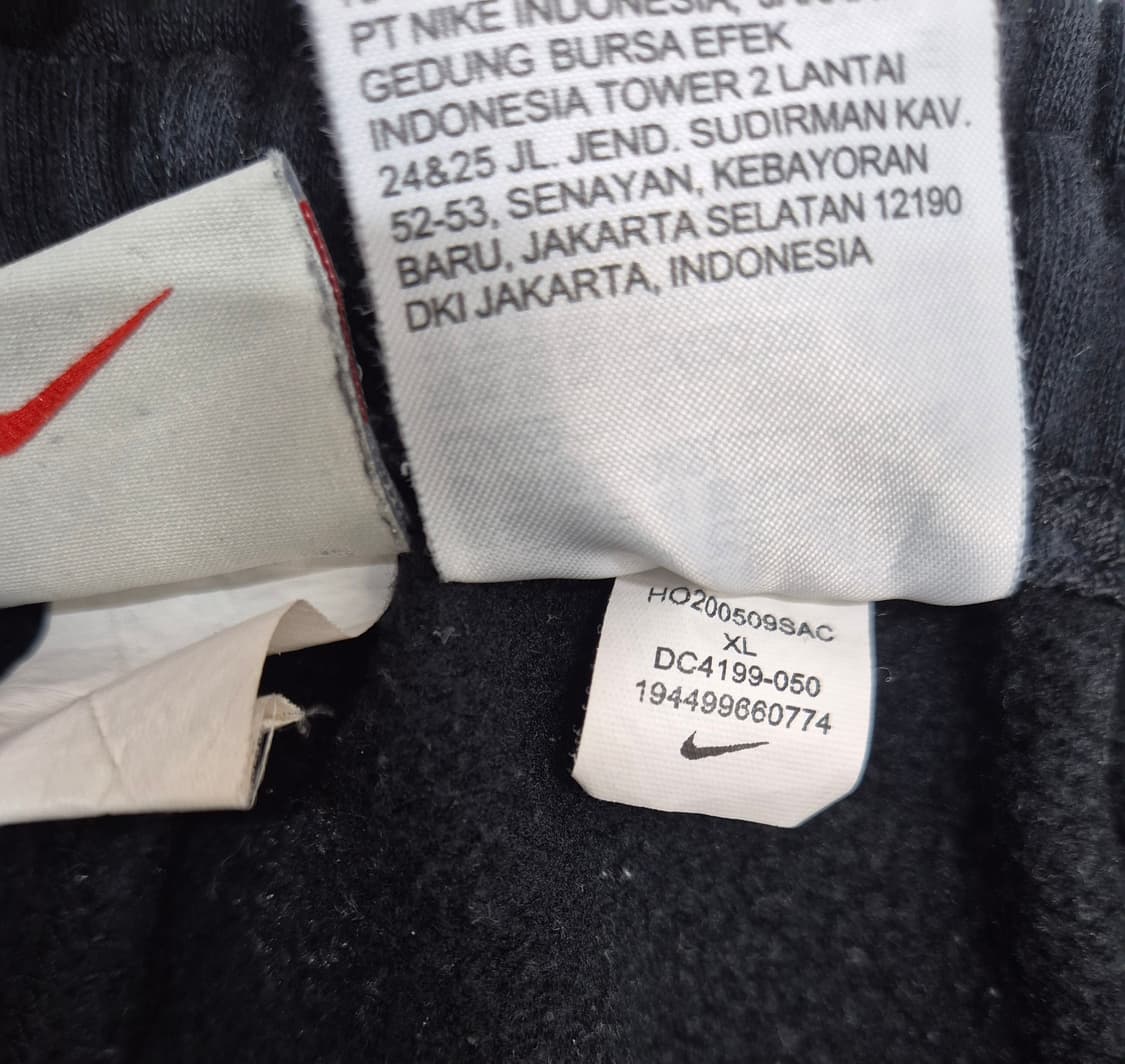 PT NIKE INDONESIA,
GEDUNG BURSA EFEK
INDONESIA TOWER 2 LANTAI
24&25 JL. JEND. SUDIRMAN KAV.
52-53, SENAYAN, KEBAYORAN
BARU, JAKARTA SELATAN 12190
DKI JAKARTA, INDONESIA
HO200509SAC
XL
DC4199-050
194499660774